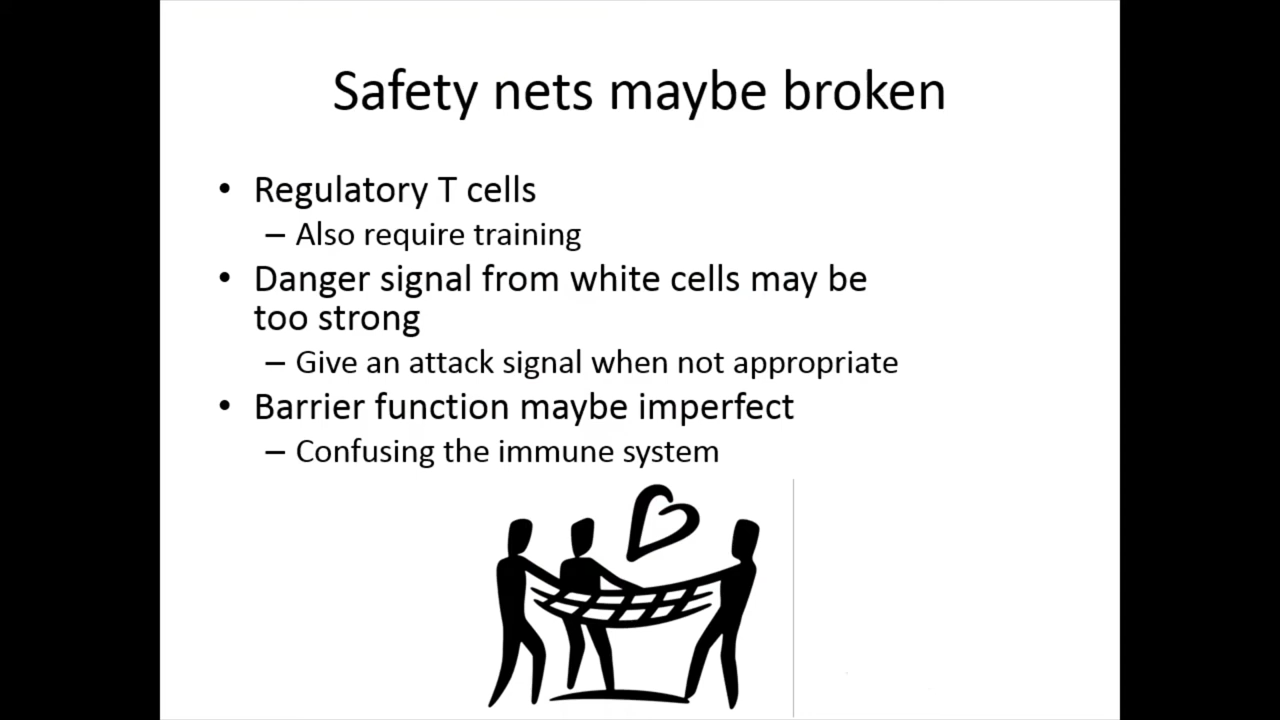 Safety nets maybe broken
• Regulatory T cells
– Also require training
• Danger signal from white cells may be
too strong
– Give an attack signal when not appropriate
• Barrier function maybe imperfect
– Confusing the immune system